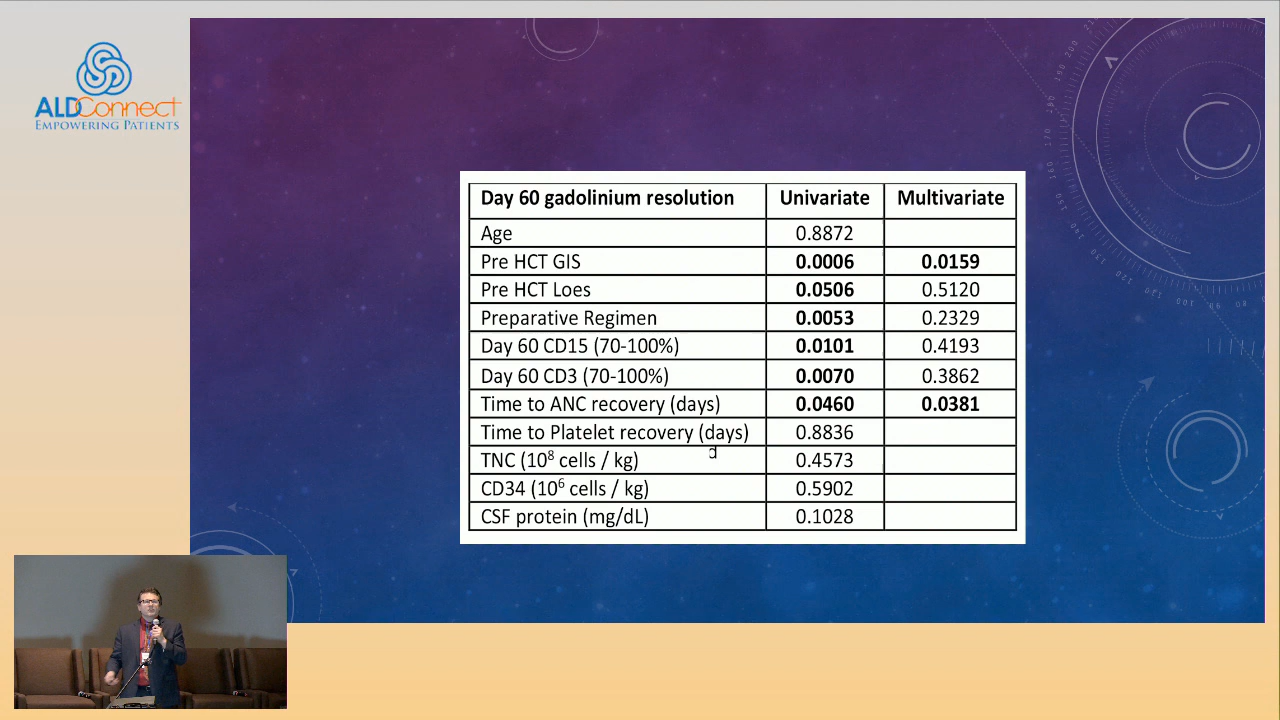 ALDConnect
EMPOWERING PATIENTS
Day 60 gadolinium resolution Univariate Multivariate
Age 0.8872
Pre HCT GIS 0.0006 0.0159
Pre HCT Loes 0.0506 0.5120
Preparative Regimen 0.0053 0.2329
Day 60 CD15 (70-100%) 0.0101 0.4193
Day 60 CD3 (70-100%) 0.0070 0.3862
Time to ANC recovery (days) 0.0460 0.0381
Time to Platelet recovery (days) 0.8836
TNC (10⁸ cells / kg) 0.4573
CD34 (10⁶ cells / kg) 0.5902
CSF protein (mg/dL) 0.1028